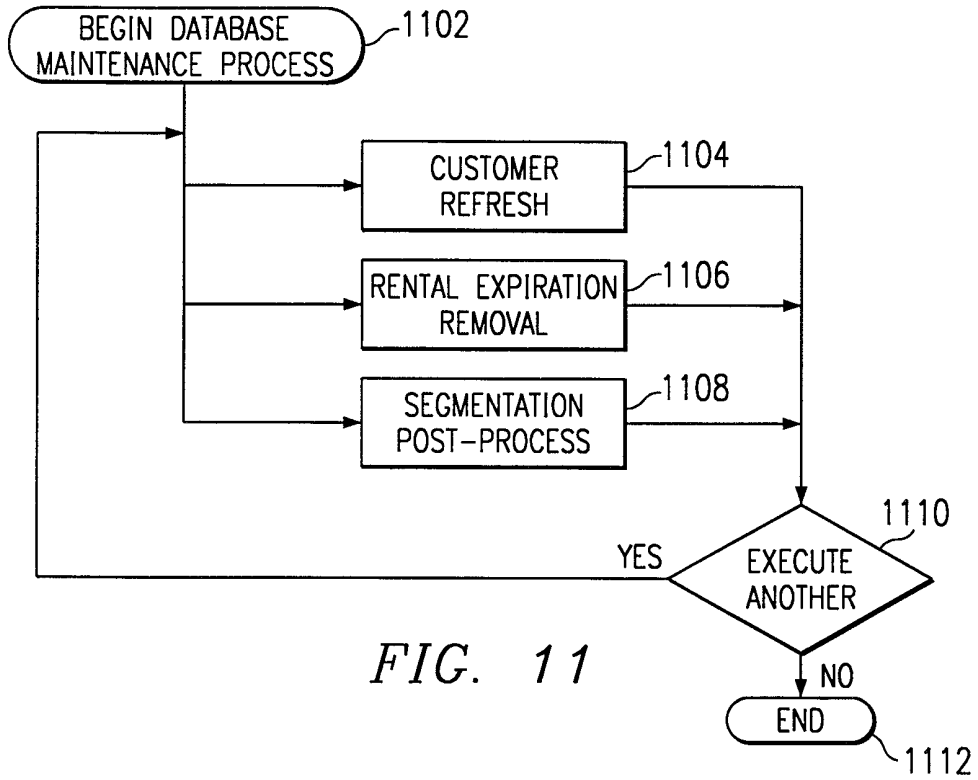 BEGIN DATABASE
MAINTENANCE PROCESS
1102
CUSTOMER
REFRESH
1104
RENTAL EXPIRATION
REMOVAL
1106
SEGMENTATION
POST-PROCESS
1108
EXECUTE
ANOTHER
1110
YES
NO
END
1112
FIG. 11